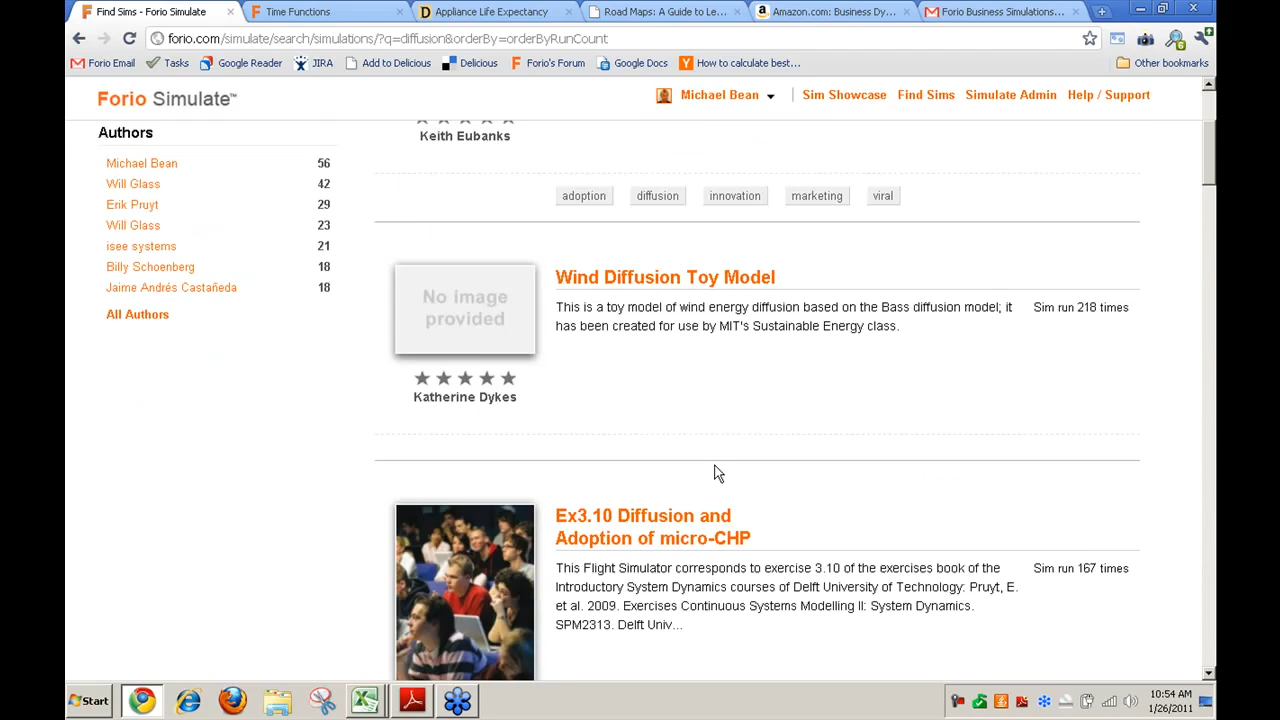 Find Sims - Forio Simulate
Time Functions
Appliance Life Expectancy
Road Maps: A Guide to Le...
Amazon.com: Business Dy...
Forio Business Simulations...
forio.com/simulate/search/simulations/?q=diffusion&orderBy=orderByRunCount
Forio Email
Tasks
Google Reader
JIRA
Add to Delicious
Delicious
Forio's Forum
Google Docs
How to calculate best...
Other bookmarks
Forio Simulate™
Michael Bean
Sim Showcase
Find Sims
Simulate Admin
Help / Support
Authors
Michael Bean 56
Will Glass 42
Erik Pruyt 29
Will Glass 23
isee systems 21
Billy Schoenberg 18
Jaime Andrés Castañeda 18
All Authors
Keith Eubanks
adoption diffusion innovation marketing viral
No image
provided
Katherine Dykes
Wind Diffusion Toy Model
This is a toy model of wind energy diffusion based on the Bass diffusion model; it
has been created for use by MIT's Sustainable Energy class.
Sim run 218 times
Ex3.10 Diffusion and
Adoption of micro-CHP
This Flight Simulator corresponds to exercise 3.10 of the exercises book of the
Introductory System Dynamics courses of Delft University of Technology: Pruyt, E.
et al. 2009. Exercises Continuous Systems Modelling II: System Dynamics.
SPM2313. Delft Univ...
Sim run 167 times
Start
10:54 AM
1/26/2011